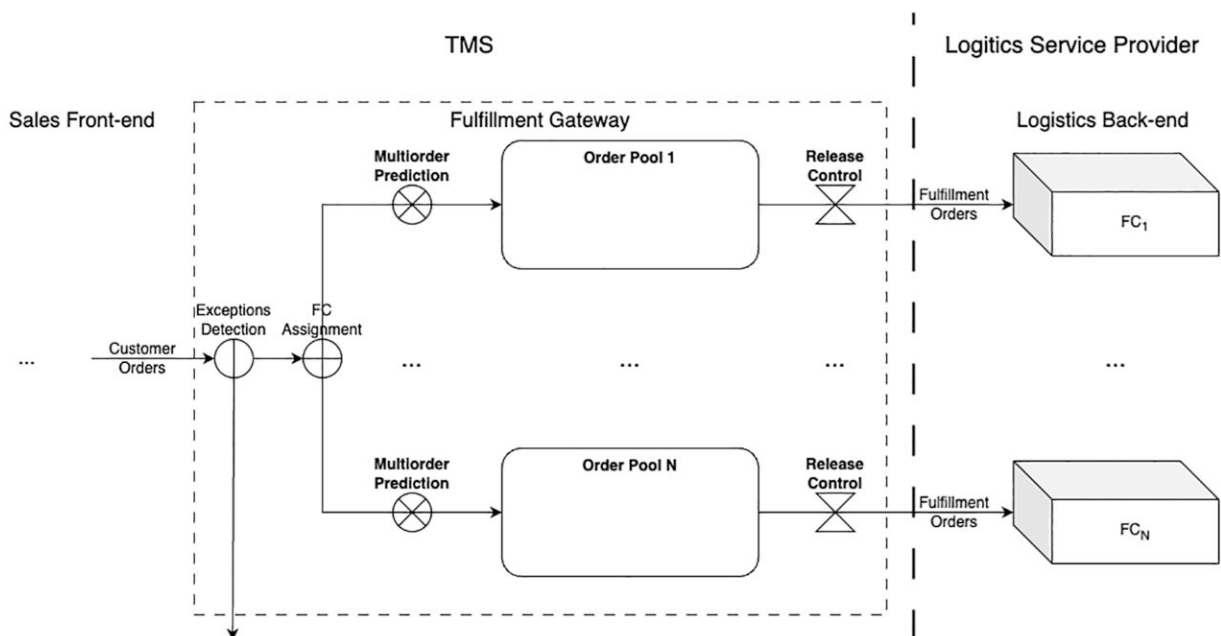 TMS
Logitics Service Provider
Sales Front-end
Fulfillment Gateway
Logistics Back-end
Multiorder
Prediction
Order Pool 1
Release
Control
Fulfillment
Orders
FC1
Exceptions
Detection
FC
Assignment
Customer
Orders
...
...
...
...
...
Multiorder
Prediction
Order Pool N
Release
Control
Fulfillment
Orders
FCN